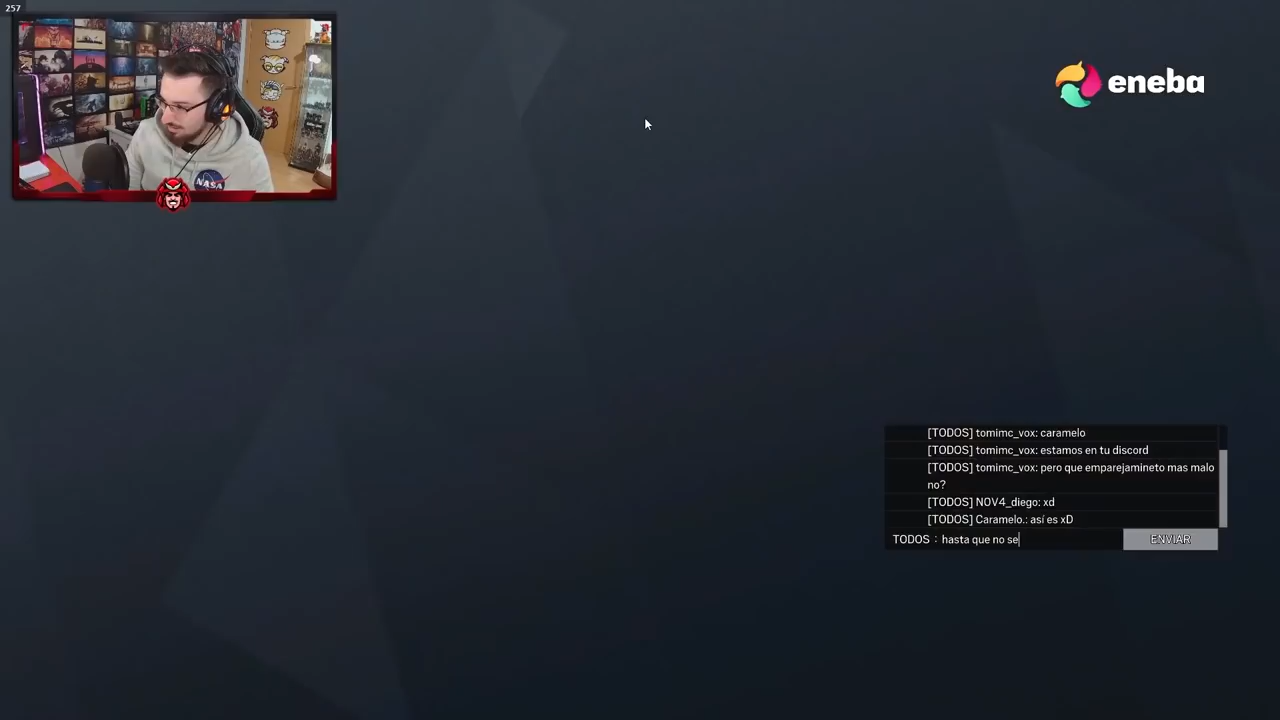 257
NASA
eneba
[TODOS] tomimc_vox: caramelo
[TODOS] tomimc_vox: estamos en tu discord
[TODOS] tomimc_vox: pero que emparejamineto mas malo
no?
[TODOS] NOV4_diego: xd
[TODOS] Caramelo.: así es xD
TODOS : hasta que no se
ENVIAR